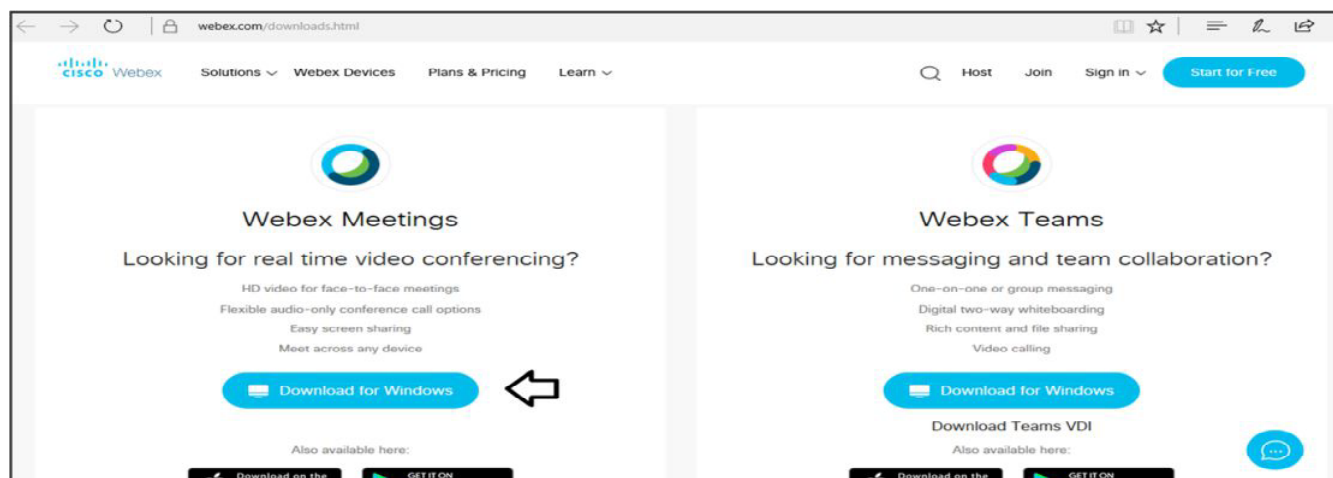 webex.com/downloads.html
cisco Webex Solutions Webex Devices Plans & Pricing Learn Host Join Sign in Start for Free
Webex Meetings
Looking for real time video conferencing?
HD video for face-to-face meetings
Flexible audio-only conference call options
Easy screen sharing
Meet across any device
Download for Windows
Also available here:
Download on the GET IT ON
Webex Teams
Looking for messaging and team collaboration?
One-on-one or group messaging
Digital two-way whiteboarding
Rich content and file sharing
Video calling
Download for Windows
Download Teams VDI
Also available here:
Download on the GET IT ON